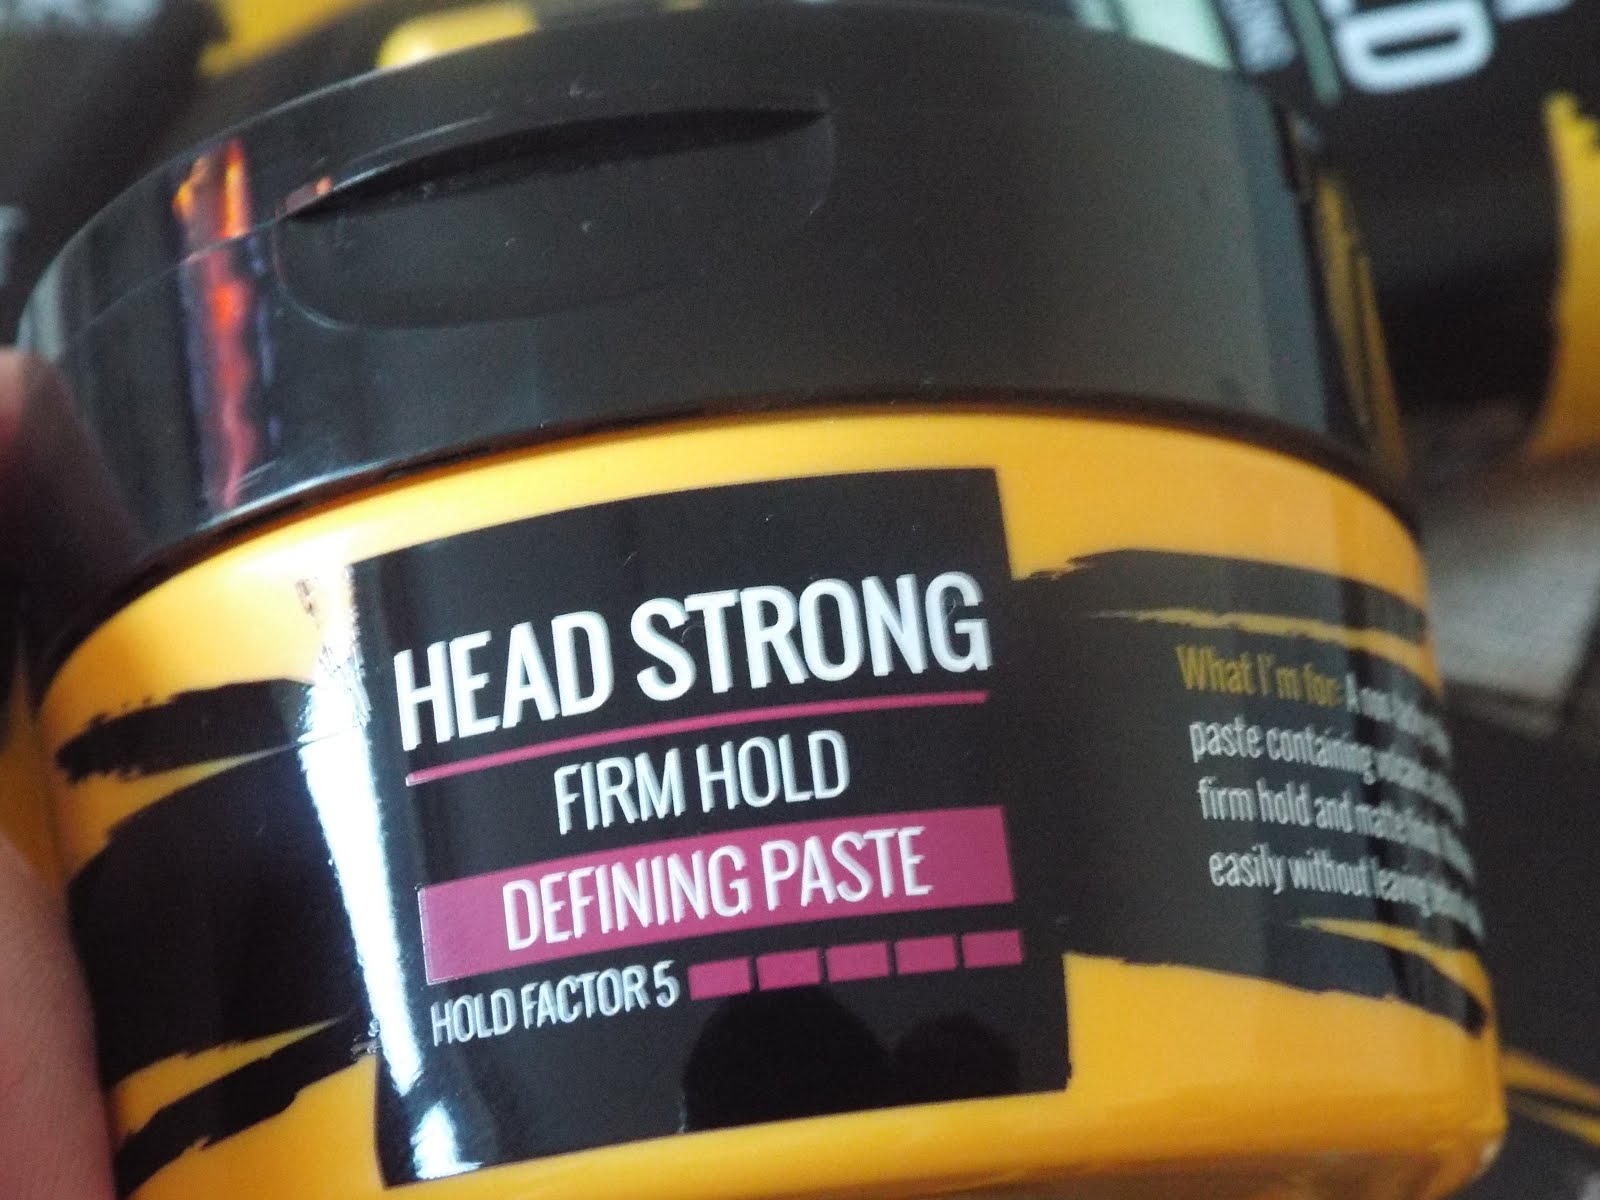 HEAD STRONG
FIRM HOLD
DEFINING PASTE
HOLD FACTOR 5
What I'm for: A
paste containing
firm hold and matte
easily without leaving